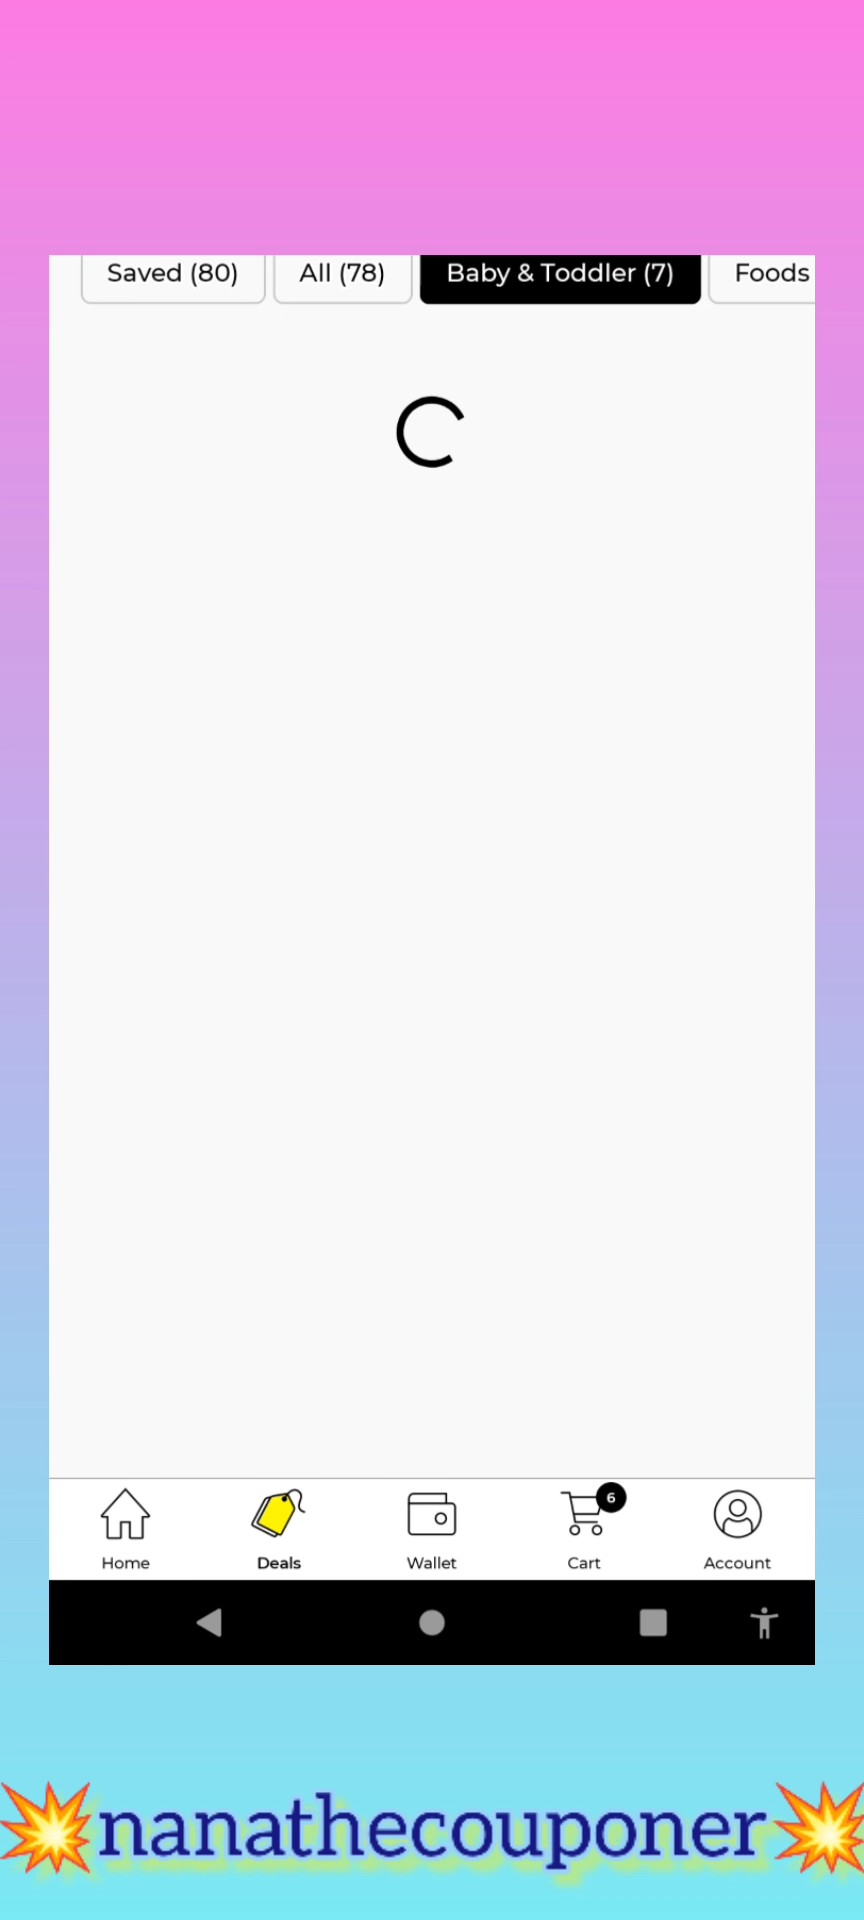 Saved (80) All (78) Baby & Toddler (7) Foods
6
Home Deals Wallet Cart Account
💥nanathecouponer💥